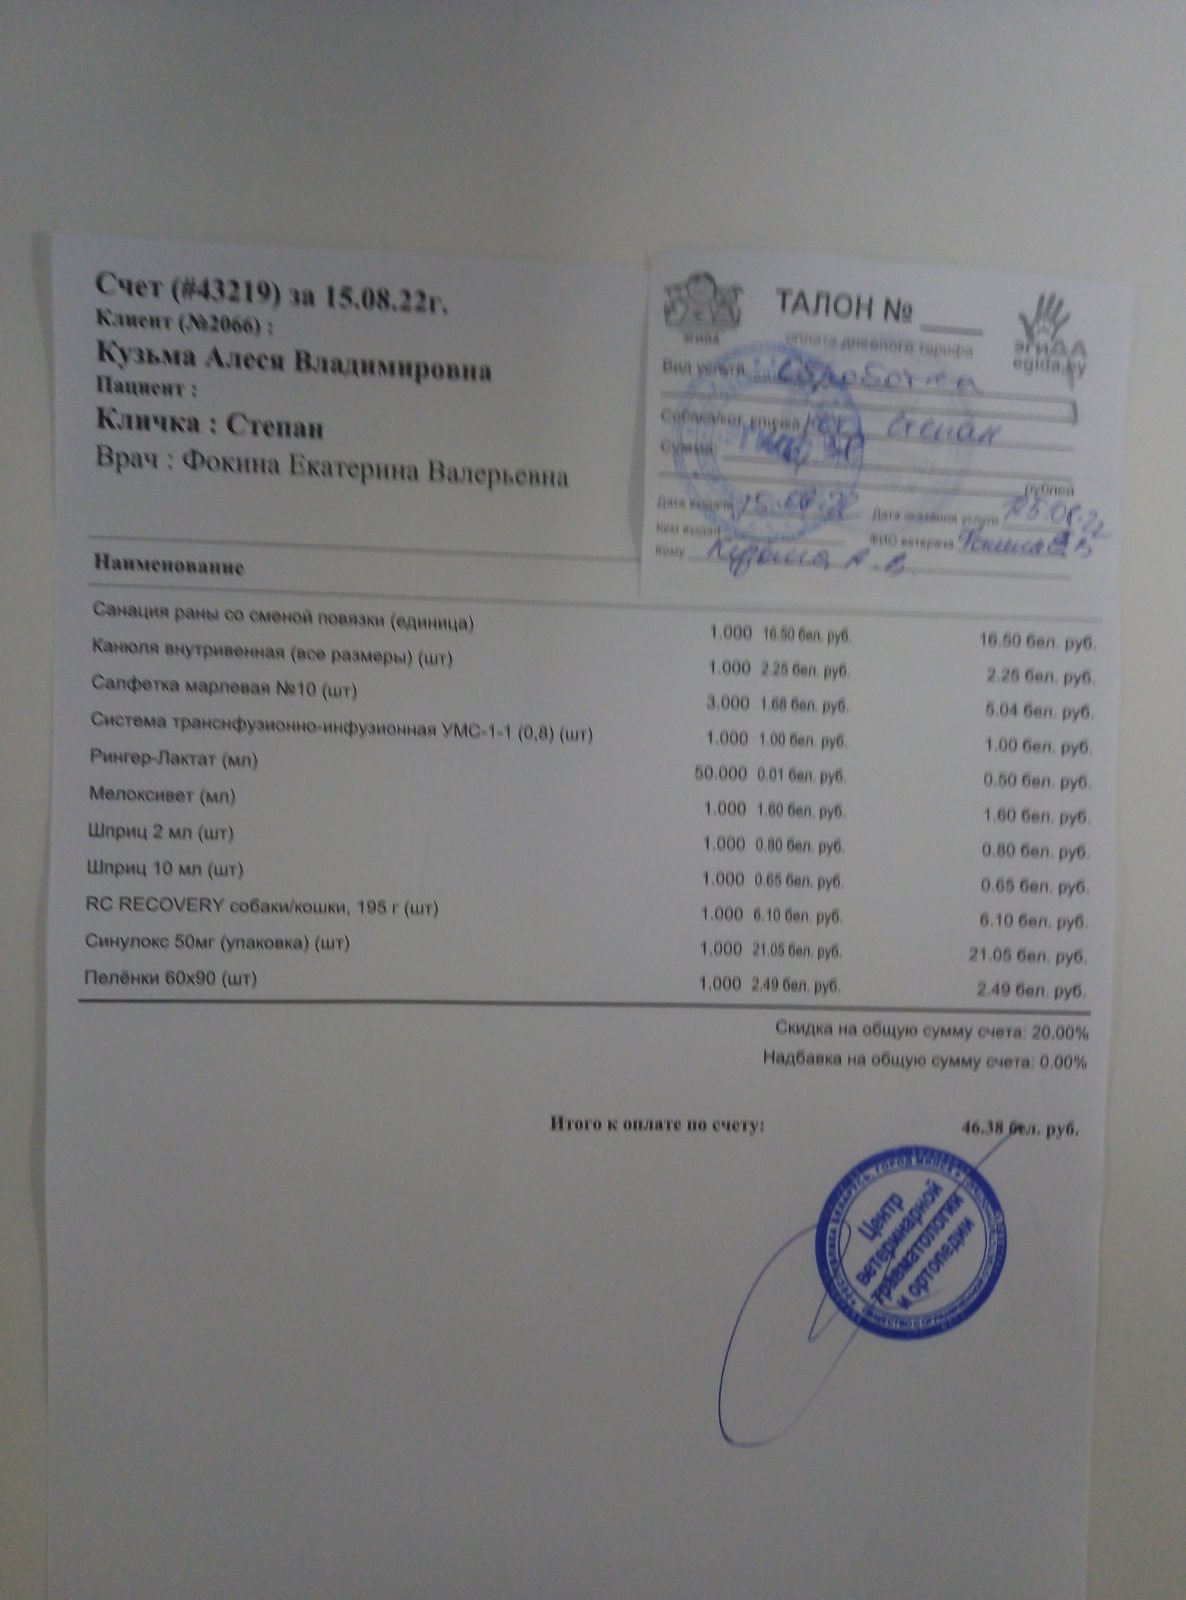 Счет (#43219) за 15.08.22г.
Клиент (№2066) :
Кузьма Алеся Владимировна
Пациент :
Кличка : Степан
Врач : Фокина Екатерина Валерьевна
ТАЛОН №
оплата дневного тарифа
ЭГИДА
ЭГИДА
egida.by
Вид услуги обработка
Собака/кот, кличка кот Степан
Сумма
рублей
Дата выдачи 15.08.22 Дата оказания услуги 15.08.22
Кем выдан ФИО ветврача Фокина Е В
Кому Кузьма А. В.
Наименование
Санация раны со сменой повязки (единица) 1.000 16.50 бел. руб. 16.50 бел. руб.
Канюля внутривенная (все размеры) (шт) 1.000 2.25 бел. руб. 2.25 бел. руб.
Салфетка марлевая №10 (шт) 3.000 1.68 бел. руб. 5.04 бел. руб.
Система транснфузионно-инфузионная УМС-1-1 (0,8) (шт) 1.000 1.00 бел. руб. 1.00 бел. руб.
Рингер-Лактат (мл) 50.000 0.01 бел. руб. 0.50 бел. руб.
Мелоксивет (мл) 1.000 1.60 бел. руб. 1.60 бел. руб.
Шприц 2 мл (шт) 1.000 0.80 бел. руб. 0.80 бел. руб.
Шприц 10 мл (шт) 1.000 0.65 бел. руб. 0.65 бел. руб.
RC RECOVERY собаки/кошки, 195 г (шт) 1.000 6.10 бел. руб. 6.10 бел. руб.
Синулокс 50мг (упаковка) (шт) 1.000 21.05 бел. руб. 21.05 бел. руб.
Пелёнки 60х90 (шт) 1.000 2.49 бел. руб. 2.49 бел. руб.
Скидка на общую сумму счета: 20.00%
Надбавка на общую сумму счета: 0.00%
Итого к оплате по счету: 46.38 бел. руб.
Центр
ветеринарной
травматологии
и ортопедии